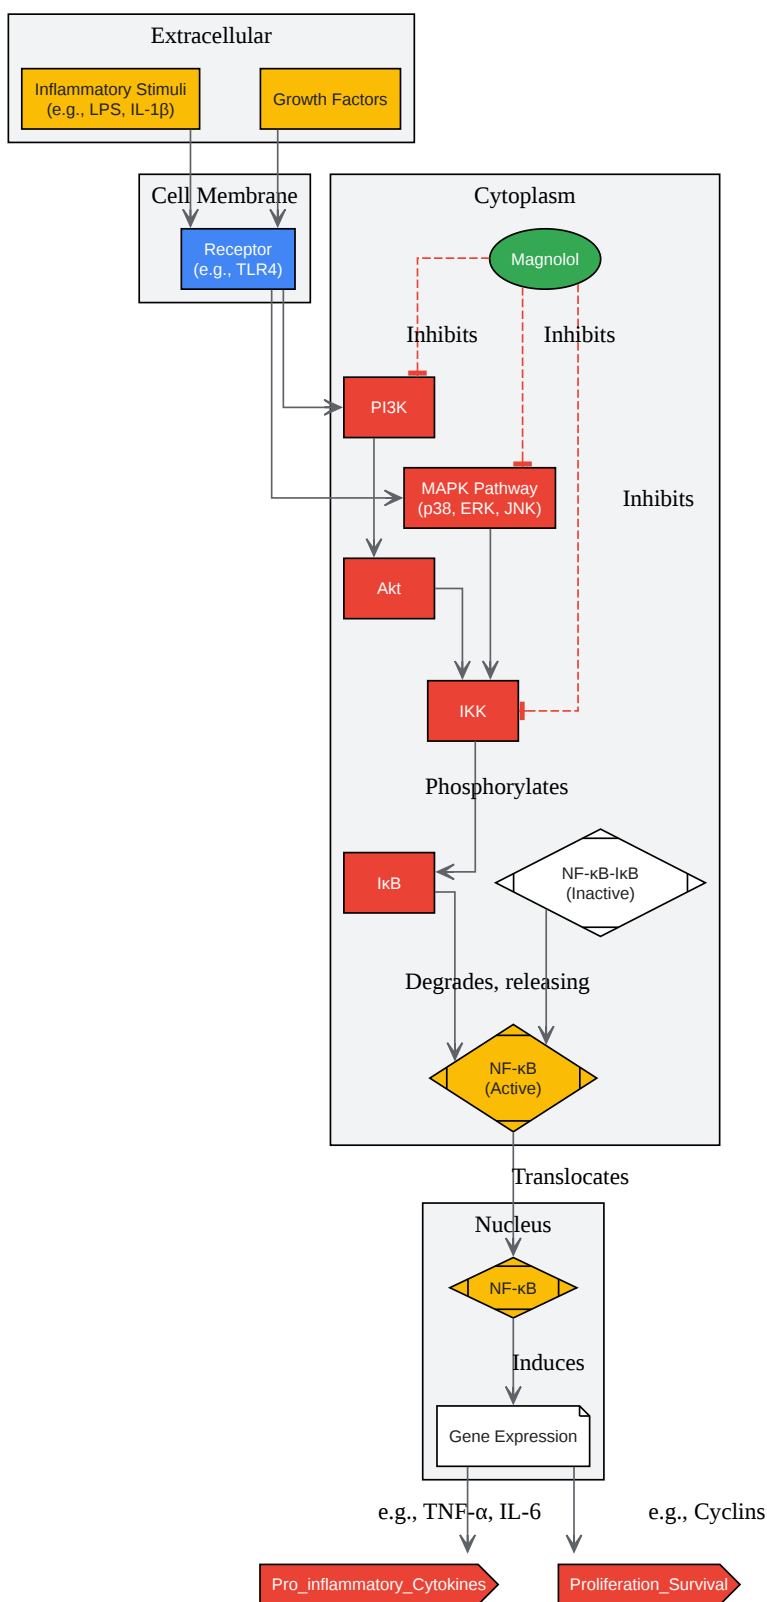 Extracellular
Inflammatory Stimuli
(e.g., LPS, IL-1β)
Growth Factors
Cell Membrane
Receptor
(e.g., TLR4)
Cytoplasm
Magnolol
Inhibits
Inhibits
PI3K
MAPK Pathway
(p38, ERK, JNK)
Inhibits
Akt
IKK
Phosphorylates
IκB
NF-κB-IκB
(Inactive)
Degrades, releasing
NF-κB
(Active)
Translocates
Nucleus
NF-κB
Induces
Gene Expression
e.g., TNF-α, IL-6
e.g., Cyclins
Pro_inflammatory_Cytokines
Proliferation_Survival